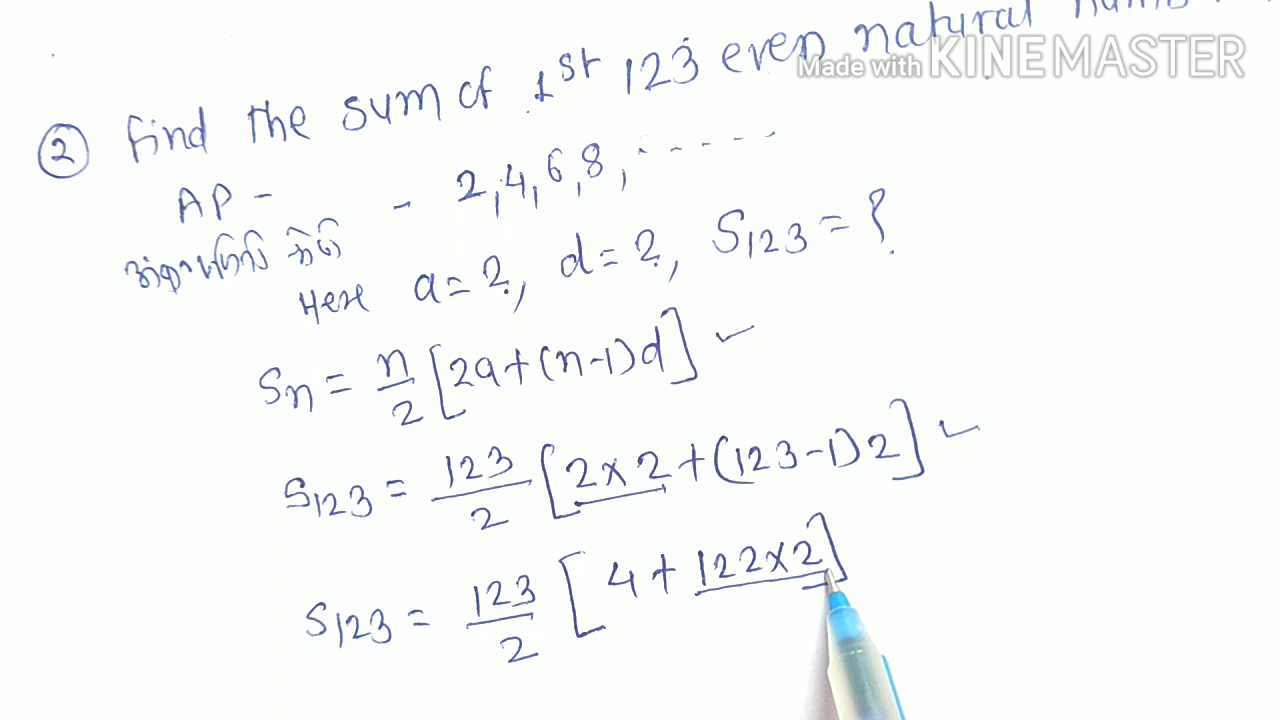 ② find the sum of 1st 123 even natural
Made with KINEMASTER
AP - - 2, 4, 6, 8, ------
Here a = 2, d = 2, S123 = ?
Sn = n/2 [2a + (n-1)d] ✓
S123 = 123/2 [2×2 + (123-1)2] ✓
S123 = 123/2 [4 + 122×2]